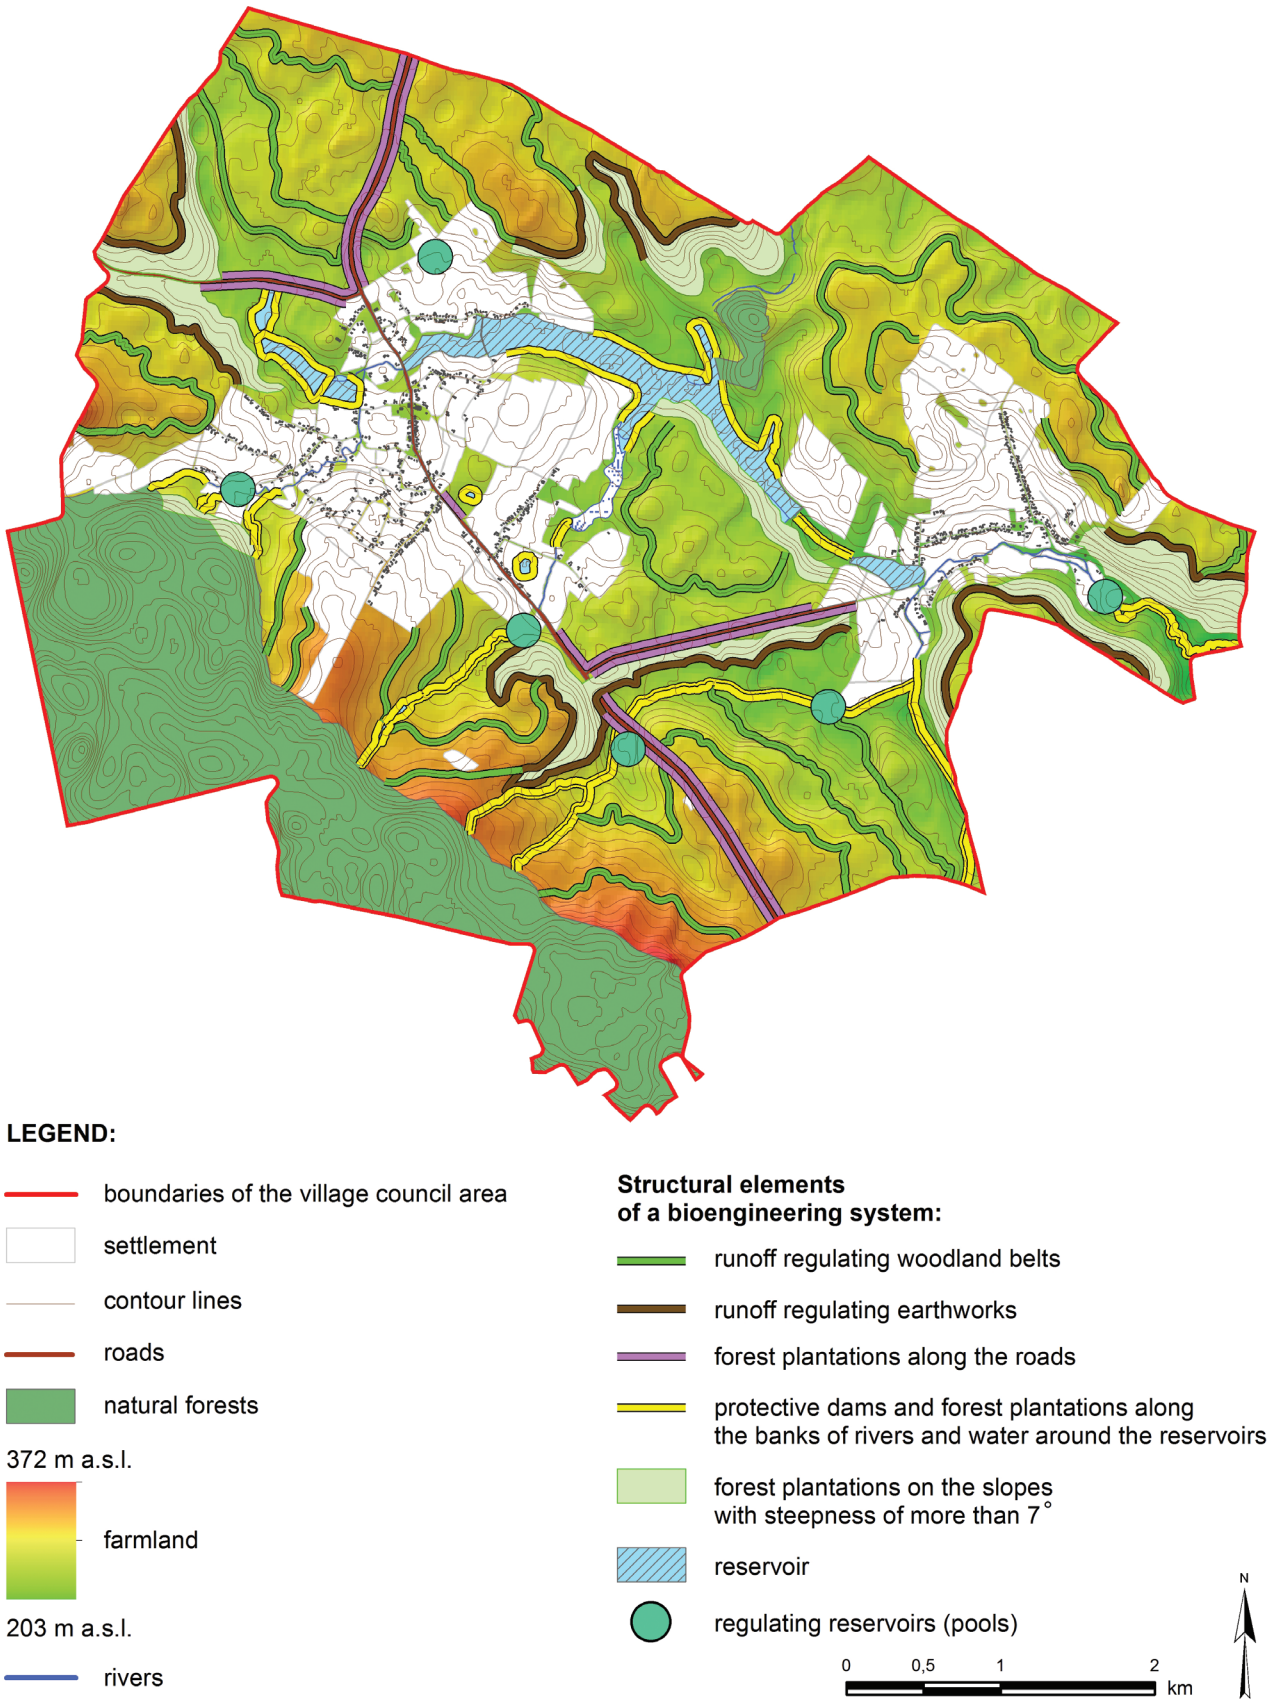 LEGEND:
boundaries of the village council area
settlement
contour lines
roads
natural forests
372 m a.s.l.
farmland
203 m a.s.l.
rivers
Structural elements
of a bioengineering system:
runoff regulating woodland belts
runoff regulating earthworks
forest plantations along the roads
protective dams and forest plantations along
the banks of rivers and water around the reservoirs
forest plantations on the slopes
with steepness of more than 7°
reservoir
regulating reservoirs (pools)
N
0 0,5 1 2
km